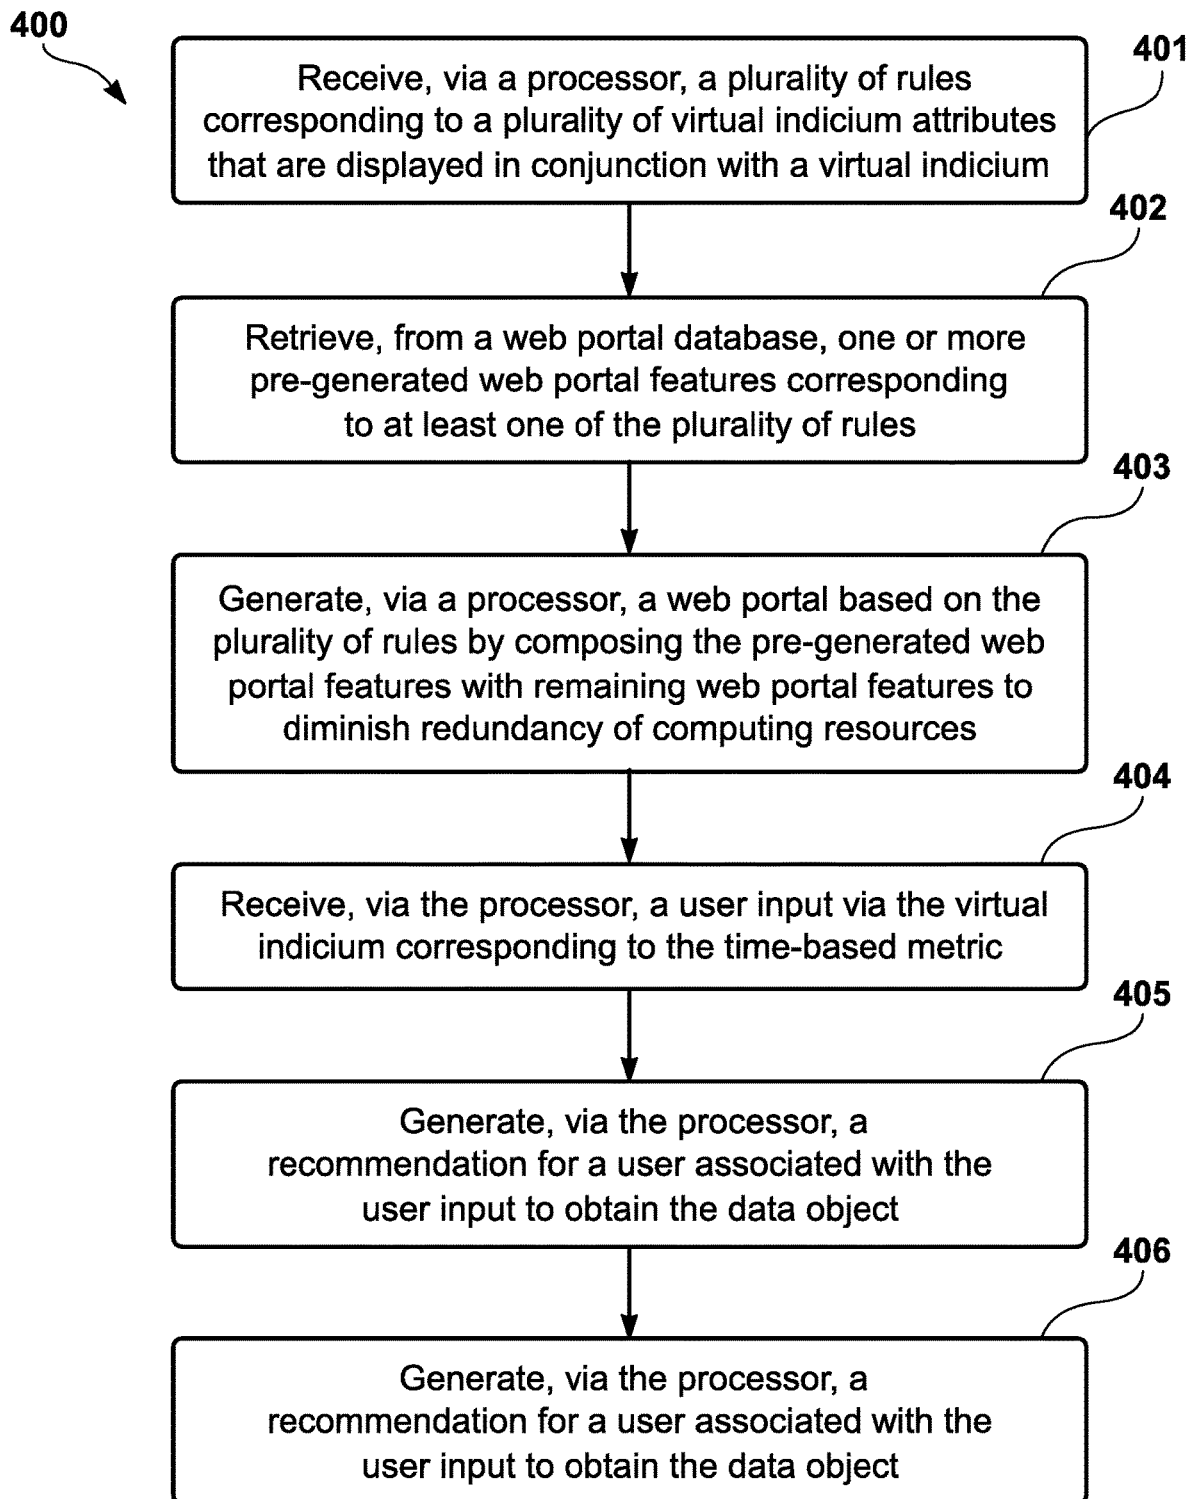 400
401
Receive, via a processor, a plurality of rules
corresponding to a plurality of virtual indicium attributes
that are displayed in conjunction with a virtual indicium
402
Retrieve, from a web portal database, one or more
pre-generated web portal features corresponding
to at least one of the plurality of rules
403
Generate, via a processor, a web portal based on the
plurality of rules by composing the pre-generated web
portal features with remaining web portal features to
diminish redundancy of computing resources
404
Receive, via the processor, a user input via the virtual
indicium corresponding to the time-based metric
405
Generate, via the processor, a
recommendation for a user associated with the
user input to obtain the data object
406
Generate, via the processor, a
recommendation for a user associated with the
user input to obtain the data object